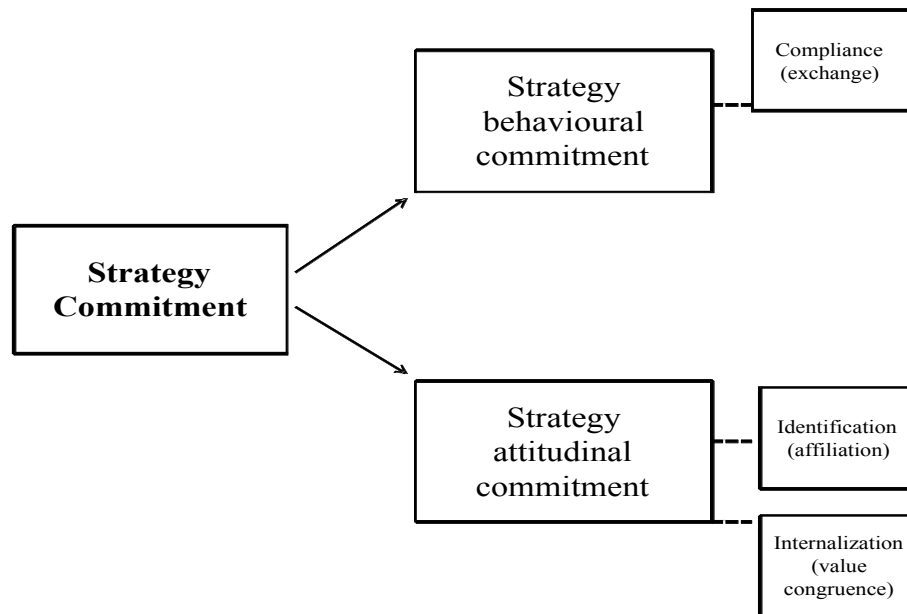 Compliance
(exchange)
Strategy
behavioural
commitment
Strategy
Commitment
Strategy
attitudinal
commitment
Identification
(affiliation)
Internalization
(value
congruence)